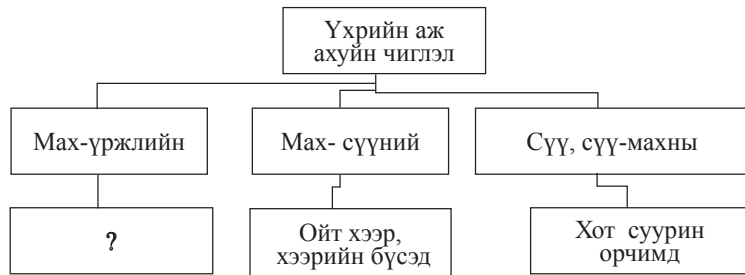 Үхрийн аж
ахуйн чиглэл
Мах-үржлийн
Мах- сүүний
Сүү, сүү-махны
?
Ойт хээр,
хээрийн бүсэд
Хот суурин
орчимд